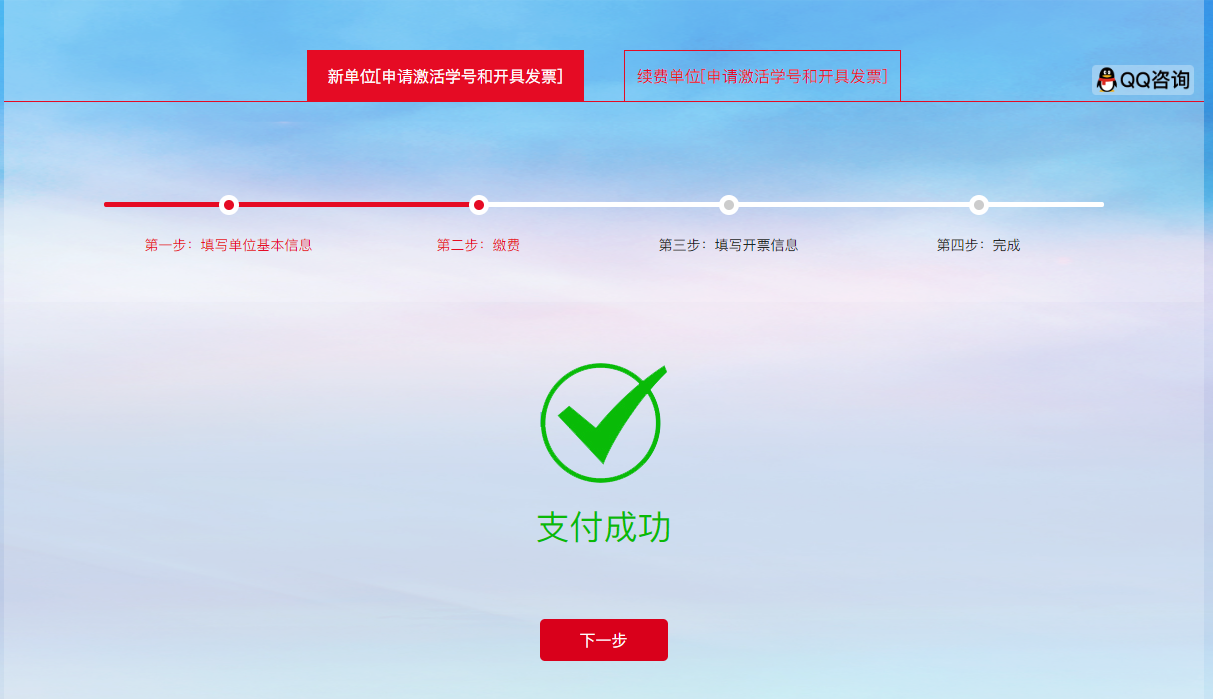 新单位[申请激活学号和开具发票]
续费单位[申请激活学号和开具发票]
QQ咨询
第一步：填写单位基本信息
第二步：缴费
第三步：填写开票信息
第四步：完成
支付成功
下一步